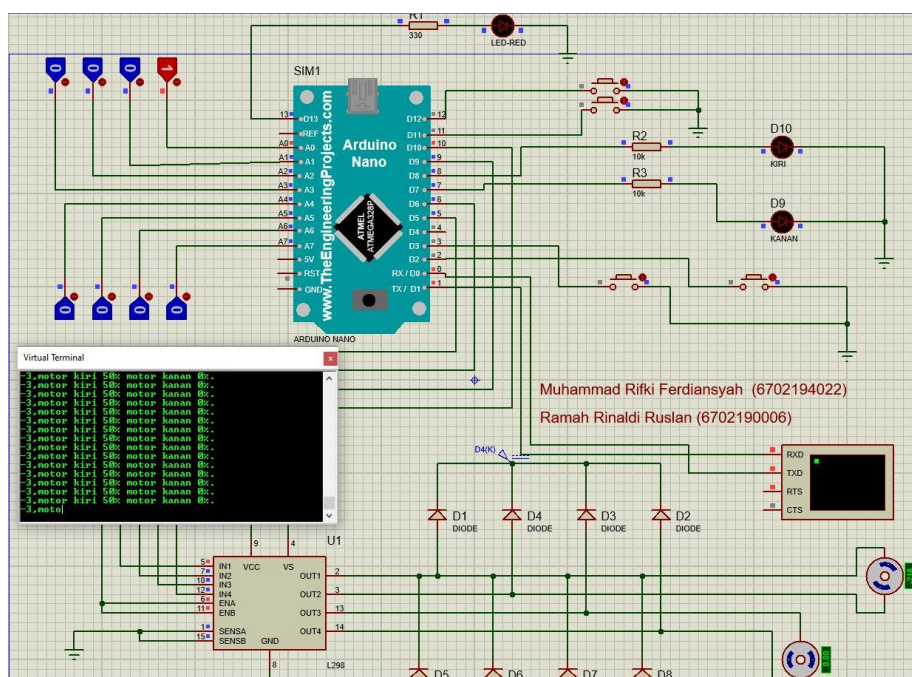 R1
330
LED-RED
0
0
0
1
SIM1
13
D13
REF
A0
A0
A1
A1
A2
A2
A3
A3
A4
A4
A5
A5
A6
A6
A7
A7
5V
RST
GND
www.TheEngineeringProjects.com
Arduino
Nano
ATMEL
ATMEGA328P
D12
12
D11
11
D10
10
D9
9
D8
8
D7
7
D6
6
D5
5
D4
4
D3
3
D2
2
RX / D0
0
TX / D1
1
ARDUINO NANO
R2
10k
D10
KIRI
R3
10k
D9
KANAN
0
0
0
0
Virtual Terminal
-3,motor kiri 50% motor kanan 0%.
-3,motor kiri 50% motor kanan 0%.
-3,motor kiri 50% motor kanan 0%.
-3,motor kiri 50% motor kanan 0%.
-3,motor kiri 50% motor kanan 0%.
-3,motor kiri 50% motor kanan 0%.
-3,motor kiri 50% motor kanan 0%.
-3,motor kiri 50% motor kanan 0%.
-3,motor kiri 50% motor kanan 0%.
-3,motor kiri 50% motor kanan 0%.
-3,motor kiri 50% motor kanan 0%.
-3,motor kiri 50% motor kanan 0%.
-3,motor kiri 50% motor kanan 0%.
-3,motor kiri 50% motor kanan 0%.
-3,moto
Muhammad Rifki Ferdiansyah (6702194022)
Ramah Rinaldi Ruslan (6702190006)
D4(K)
RXD
TXD
RTS
CTS
D1
DIODE
D4
DIODE
D3
DIODE
D2
DIODE
U1
9
4
5
IN1
7
IN2
10
IN3
12
IN4
6
ENA
11
ENB
1
SENSA
15
SENSB
VCC
VS
GND
8
OUT1
2
OUT2
3
OUT3
13
OUT4
14
L298
D5
D6
D7
D8
0.00